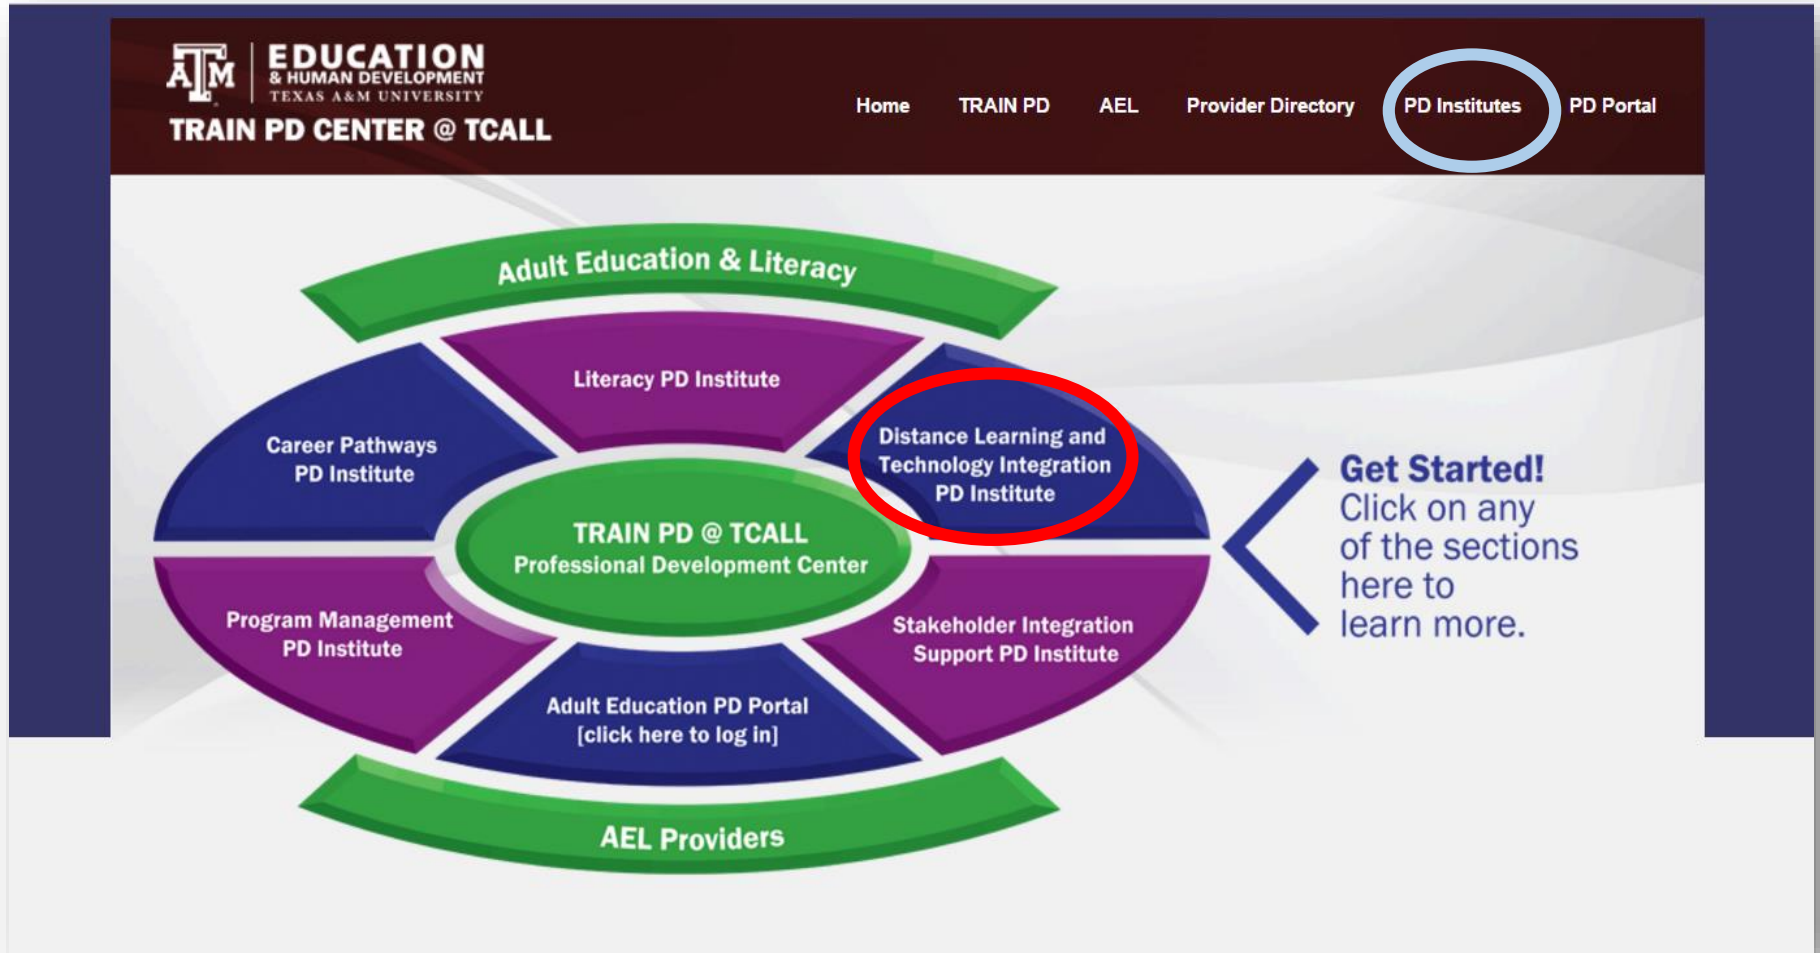 EDUCATION
& HUMAN DEVELOPMENT
TEXAS A&M UNIVERSITY
TRAIN PD CENTER @ TCALL
Home TRAIN PD AEL Provider Directory PD Institutes PD Portal
Adult Education & Literacy
Literacy PD Institute
Career Pathways
PD Institute
Distance Learning and
Technology Integration
PD Institute
TRAIN PD @ TCALL
Professional Development Center
Program Management
PD Institute
Stakeholder Integration
Support PD Institute
Adult Education PD Portal
[click here to log in]
AEL Providers
Get Started!
Click on any
of the sections
here to
learn more.
ATM